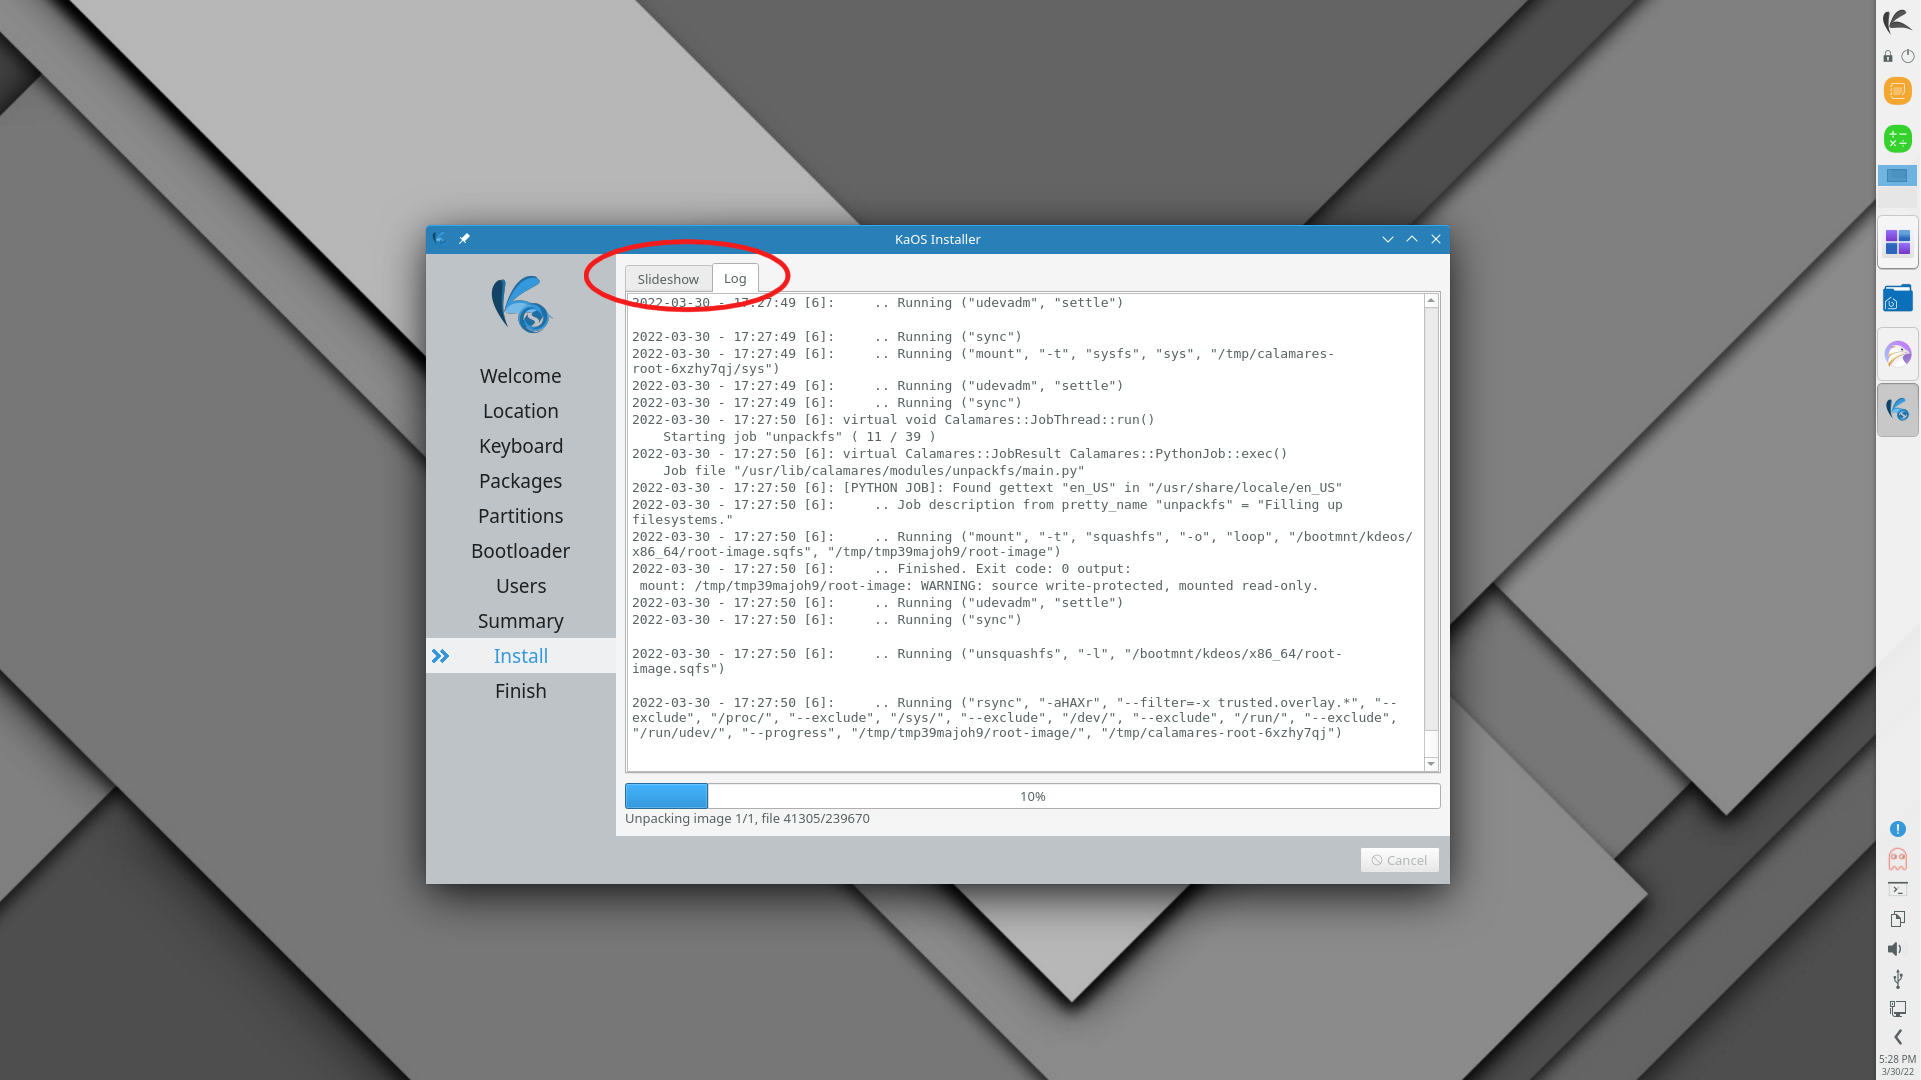 KaOS Installer
Slideshow
Log
Welcome
Location
Keyboard
Packages
Partitions
Bootloader
Users
Summary
Install
Finish
2022-03-30 - 17:27:49 [6]:     .. Running ("udevadm", "settle")
2022-03-30 - 17:27:49 [6]:     .. Running ("sync")
2022-03-30 - 17:27:49 [6]:     .. Running ("mount", "-t", "sysfs", "sys", "/tmp/calamares-
root-6xzhy7qj/sys")
2022-03-30 - 17:27:49 [6]:     .. Running ("udevadm", "settle")
2022-03-30 - 17:27:49 [6]:     .. Running ("sync")
2022-03-30 - 17:27:50 [6]: virtual void Calamares::JobThread::run()
    Starting job "unpackfs" ( 11 / 39 )
2022-03-30 - 17:27:50 [6]: virtual Calamares::JobResult Calamares::PythonJob::exec()
    Job file "/usr/lib/calamares/modules/unpackfs/main.py"
2022-03-30 - 17:27:50 [6]: [PYTHON JOB]: Found gettext "en_US" in "/usr/share/locale/en_US"
2022-03-30 - 17:27:50 [6]:     .. Job description from pretty_name "unpackfs" = "Filling up
filesystems."
2022-03-30 - 17:27:50 [6]:     .. Running ("mount", "-t", "squashfs", "-o", "loop", "/bootmnt/kdeos/
x86_64/root-image.sqfs", "/tmp/tmp39majoh9/root-image")
2022-03-30 - 17:27:50 [6]:     .. Finished. Exit code: 0 output:
 mount: /tmp/tmp39majoh9/root-image: WARNING: source write-protected, mounted read-only.
2022-03-30 - 17:27:50 [6]:     .. Running ("udevadm", "settle")
2022-03-30 - 17:27:50 [6]:     .. Running ("sync")
2022-03-30 - 17:27:50 [6]:     .. Running ("unsquashfs", "-l", "/bootmnt/kdeos/x86_64/root-
image.sqfs")
2022-03-30 - 17:27:50 [6]:     .. Running ("rsync", "-aHAXr", "--filter=-x trusted.overlay.*", "--
exclude", "/proc/", "--exclude", "/sys/", "--exclude", "/dev/", "--exclude", "/run/", "--exclude",
"/run/udev/", "--progress", "/tmp/tmp39majoh9/root-image/", "/tmp/calamares-root-6xzhy7qj")
10%
Unpacking image 1/1, file 41305/239670
Cancel
5:28 PM
3/30/22